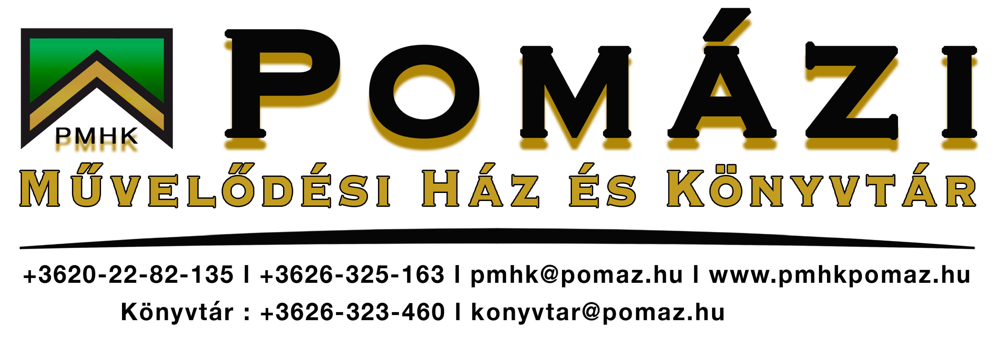 PMHK
POMÁZI
MŰVELŐDÉSI HÁZ ÉS KÖNYVTÁR
+3620-22-82-135 | +3626-325-163 | pmhk@pomaz.hu | www.pmhkpomaz.hu
Könyvtár : +3626-323-460 | konyvtar@pomaz.hu